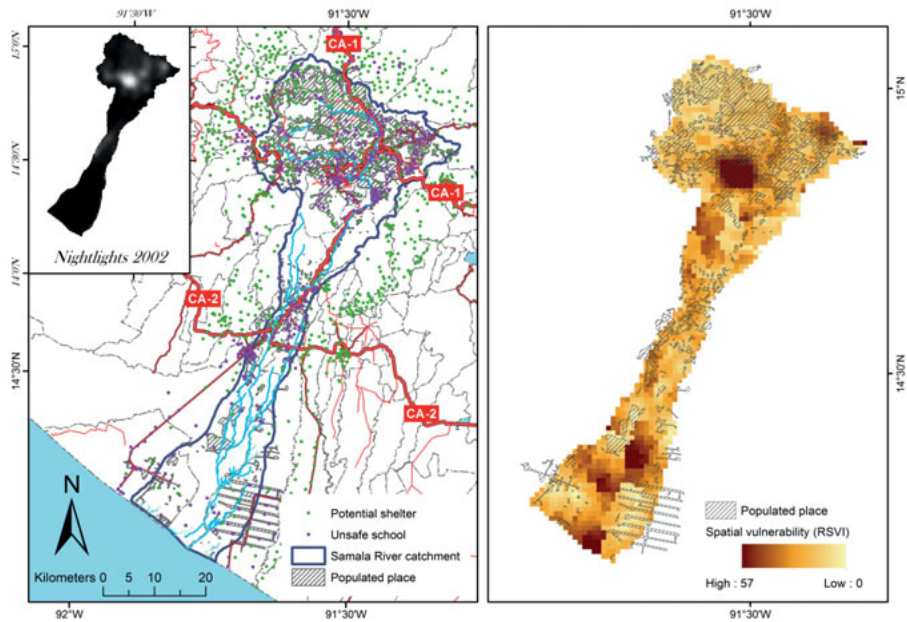 91°30'W
91°30'W
15°0'N
14°30'N
14°0'N
Nightlights 2002
CA-1
CA-1
CA-2
CA-2
14°30'N
N
Kilometers 0 5 10 20
Potential shelter
Unsafe school
Samala River catchment
Populated place
92°W
91°30'W
91°30'W
15°N
14°30'N
Populated place
Spatial vulnerability (RSVI)
High : 57
Low : 0
91°30'W